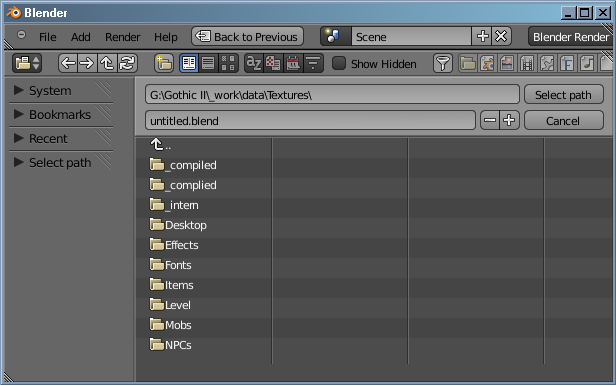 Blender
File Add Render Help Back to Previous Scene Blender Render
Show Hidden
System
Bookmarks
Recent
Select path
G:\Gothic II\_work\data\Textures\ Select path
untitled.blend Cancel
..
_compiled
_complied
_intern
Desktop
Effects
Fonts
Items
Level
Mobs
NPCs